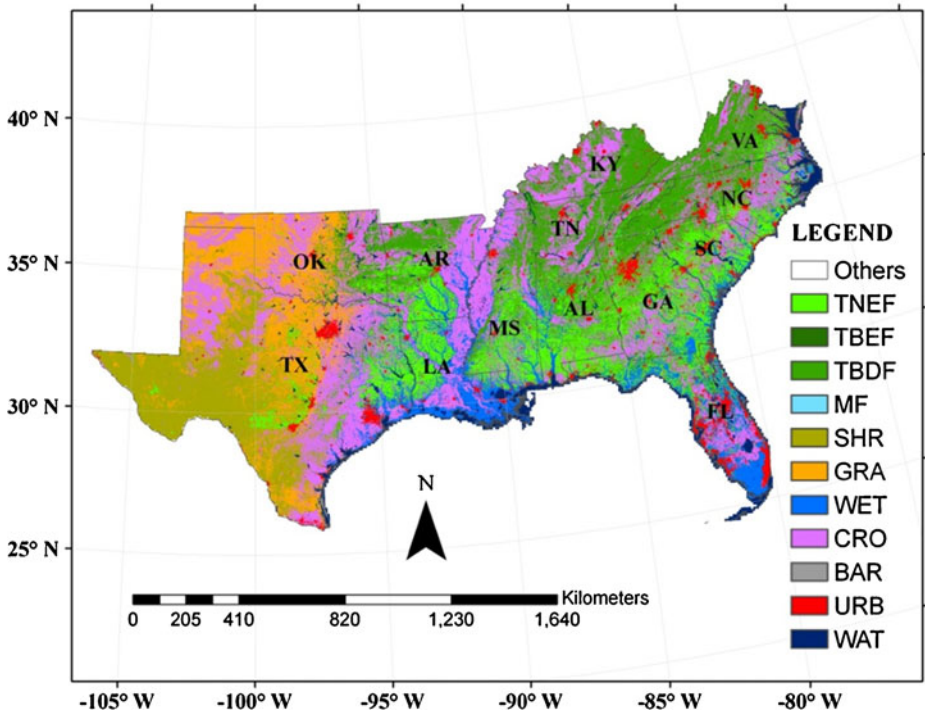 40° N
35° N
30° N
25° N
KY
VA
NC
TN
OK
AR
SC
AL
GA
MS
TX
LA
FL
N
LEGEND
Others
TNEF
TBEF
TBDF
MF
SHR
GRA
WET
CRO
BAR
URB
WAT
Kilometers
0 205 410 820 1,230 1,640
-105° W -100° W -95° W -90° W -85° W -80° W